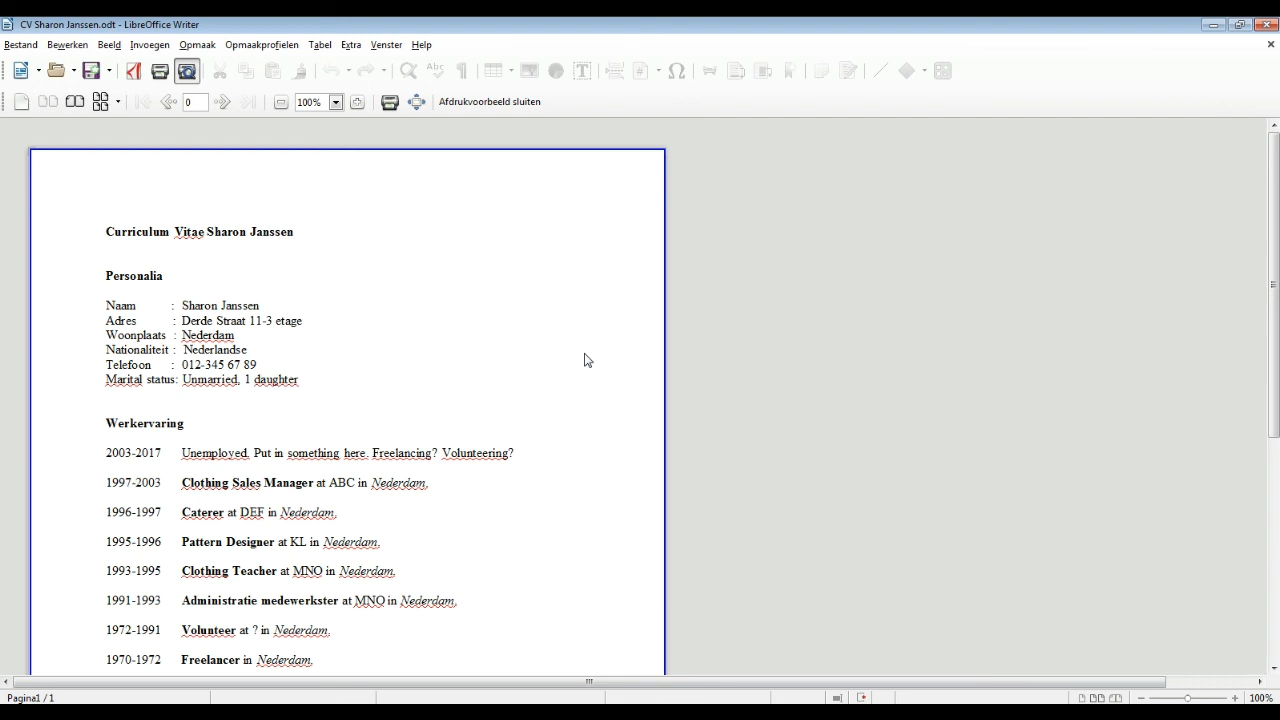 CV Sharon Janssen.odt - LibreOffice Writer
Bestand Bewerken Beeld Invoegen Opmaak Opmaakprofielen Tabel Extra Venster Help
0 100% Afdrukvoorbeeld sluiten
Curriculum Vitae Sharon Janssen
Personalia
Naam : Sharon Janssen
Adres : Derde Straat 11-3 etage
Woonplaats : Nederdam
Nationaliteit : Nederlandse
Telefoon : 012-345 67 89
Marital status: Unmarried, 1 daughter
Werkervaring
2003-2017 Unemployed. Put in something here. Freelancing? Volunteering?
1997-2003 Clothing Sales Manager at ABC in Nederdam,
1996-1997 Caterer at DEF in Nederdam,
1995-1996 Pattern Designer at KL in Nederdam,
1993-1995 Clothing Teacher at MNO in Nederdam,
1991-1993 Administratie medewerkster at MNO in Nederdam,
1972-1991 Volunteer at ? in Nederdam,
1970-1972 Freelancer in Nederdam,
Pagina1 / 1 100%